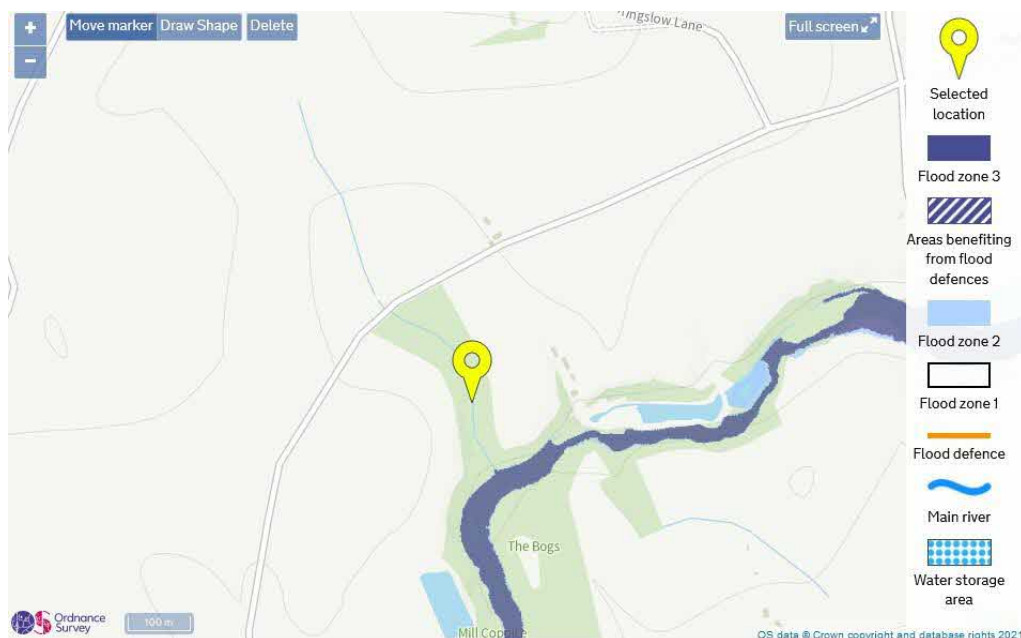 +
−
Move marker
Draw Shape
Delete
Lane
Full screen
Selected
location
Flood zone 3
Areas benefiting
from flood
defences
Flood zone 2
Flood zone 1
Flood defence
Main river
Water storage
area
The Bogs
Mill
Ordnance
Survey
100 m
OS data © Crown copyright and database rights 2021